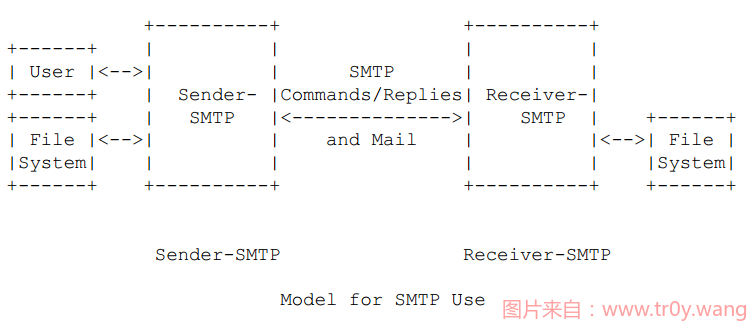 +----------+ +----------+
+------+ | | | |
| User |<-->| | SMTP | |
+------+ | Sender- |Commands/Replies| Receiver-|
+------+ | SMTP |<-------------->| SMTP | +------+
| File |<-->| | and Mail | |<-->| File |
|System| | | | | |System|
+------+ +----------+ +----------+ +------+
Sender-SMTP Receiver-SMTP
Model for SMTP Use
图片来自：www.tr0y.wang